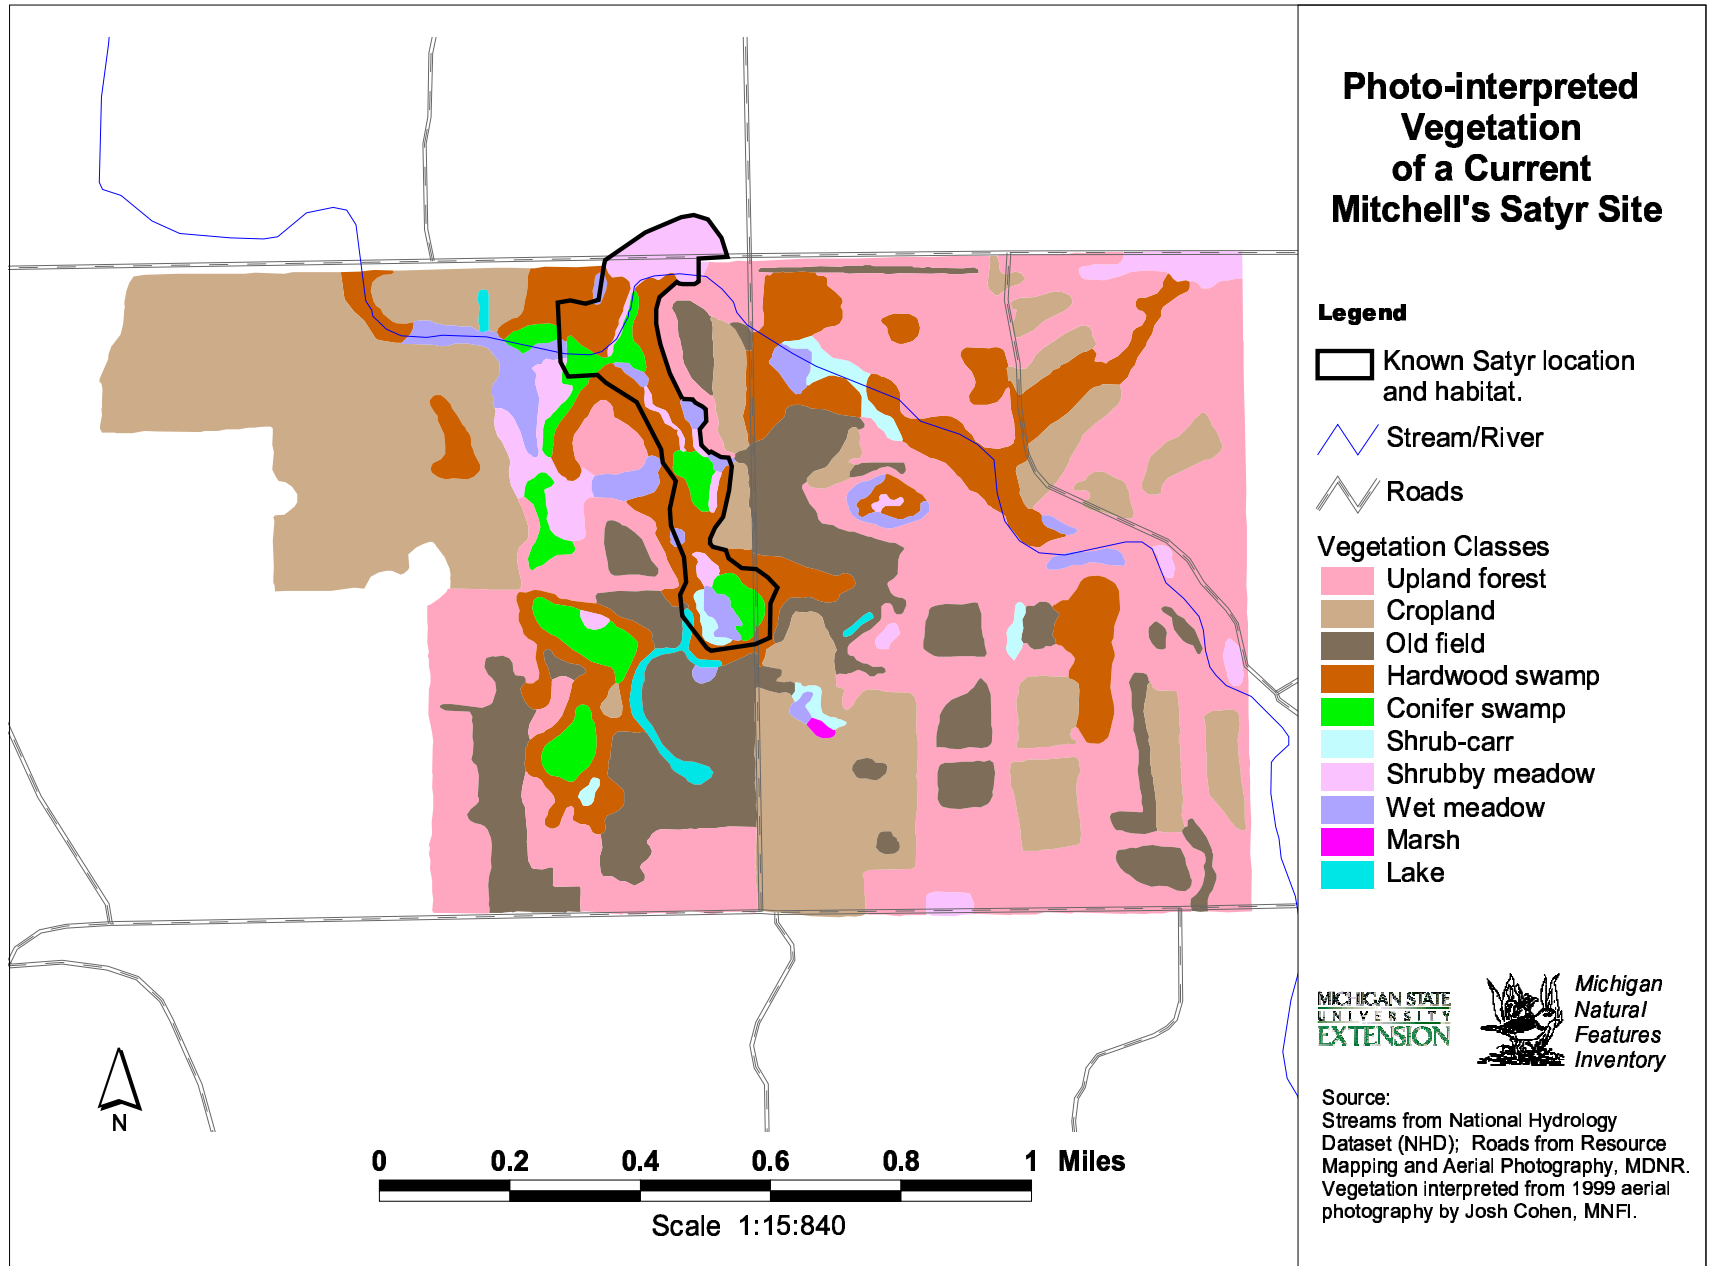 Photo-interpreted
Vegetation
of a Current
Mitchell's Satyr Site
Legend
Known Satyr location
and habitat.
Stream/River
Roads
Vegetation Classes
Upland forest
Cropland
Old field
Hardwood swamp
Conifer swamp
Shrub-carr
Shrubby meadow
Wet meadow
Marsh
Lake
MICHIGAN STATE
UNIVERSITY
EXTENSION
Michigan
Natural
Features
Inventory
Source:
Streams from National Hydrology
Dataset (NHD); Roads from Resource
Mapping and Aerial Photography, MDNR.
Vegetation interpreted from 1999 aerial
photography by Josh Cohen, MNFI.
N
0 0.2 0.4 0.6 0.8 1 Miles
Scale 1:15:840